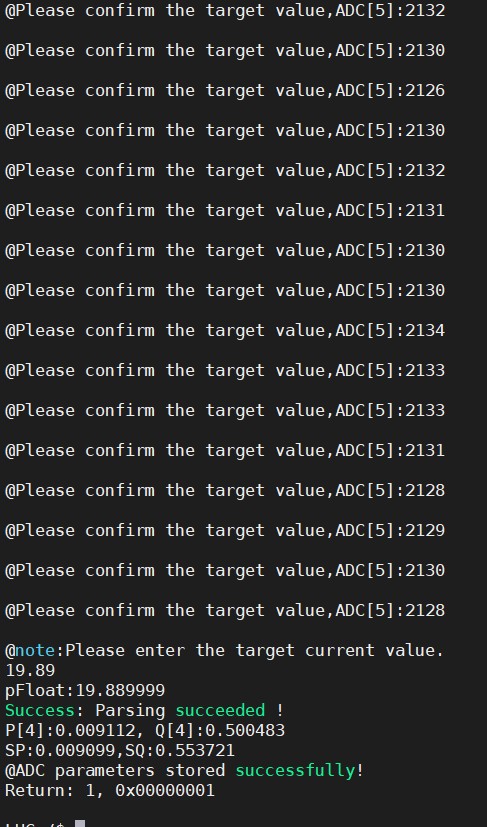 @Please confirm the target value,ADC[5]:2132
@Please confirm the target value,ADC[5]:2130
@Please confirm the target value,ADC[5]:2126
@Please confirm the target value,ADC[5]:2130
@Please confirm the target value,ADC[5]:2132
@Please confirm the target value,ADC[5]:2131
@Please confirm the target value,ADC[5]:2130
@Please confirm the target value,ADC[5]:2130
@Please confirm the target value,ADC[5]:2134
@Please confirm the target value,ADC[5]:2133
@Please confirm the target value,ADC[5]:2133
@Please confirm the target value,ADC[5]:2131
@Please confirm the target value,ADC[5]:2128
@Please confirm the target value,ADC[5]:2129
@Please confirm the target value,ADC[5]:2130
@Please confirm the target value,ADC[5]:2128
@note:Please enter the target current value.
19.89
pFloat:19.889999
Success: Parsing succeeded !
P[4]:0.009112, Q[4]:0.500483
SP:0.009099,SQ:0.553721
@ADC parameters stored successfully!
Return: 1, 0x00000001